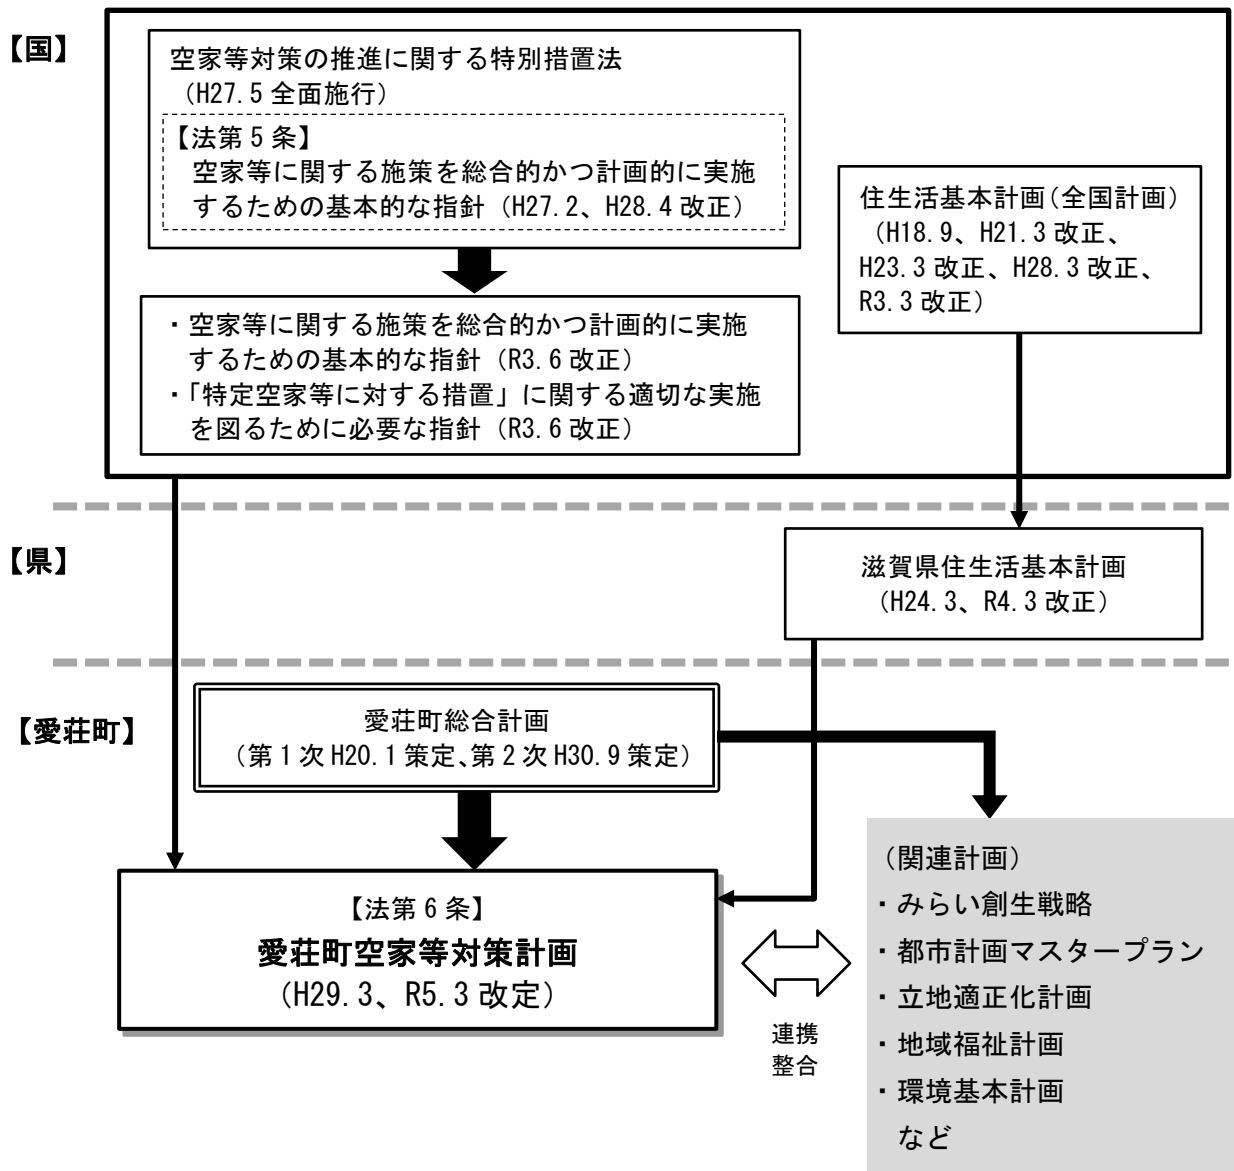 【国】
空家等対策の推進に関する特別措置法
（H27.5 全面施行）
【法第 5 条】
空家等に関する施策を総合的かつ計画的に実施
するための基本的な指針（H27.2、H28.4 改正）
住生活基本計画（全国計画）
（H18.9、H21.3 改正、
H23.3 改正、H28.3 改正、
R3.3 改正）
・空家等に関する施策を総合的かつ計画的に実施
するための基本的な指針（R3.6 改正）
・「特定空家等に対する措置」に関する適切な実施
を図るために必要な指針（R3.6 改正）
【県】
滋賀県住生活基本計画
（H24.3、R4.3 改正）
【愛荘町】
愛荘町総合計画
（第 1 次 H20.1 策定、第 2 次 H30.9 策定）
【法第 6 条】
愛荘町空家等対策計画
（H29.3、R5.3 改定）
連携
整合
（関連計画）
・みらい創生戦略
・都市計画マスタープラン
・立地適正化計画
・地域福祉計画
・環境基本計画
など